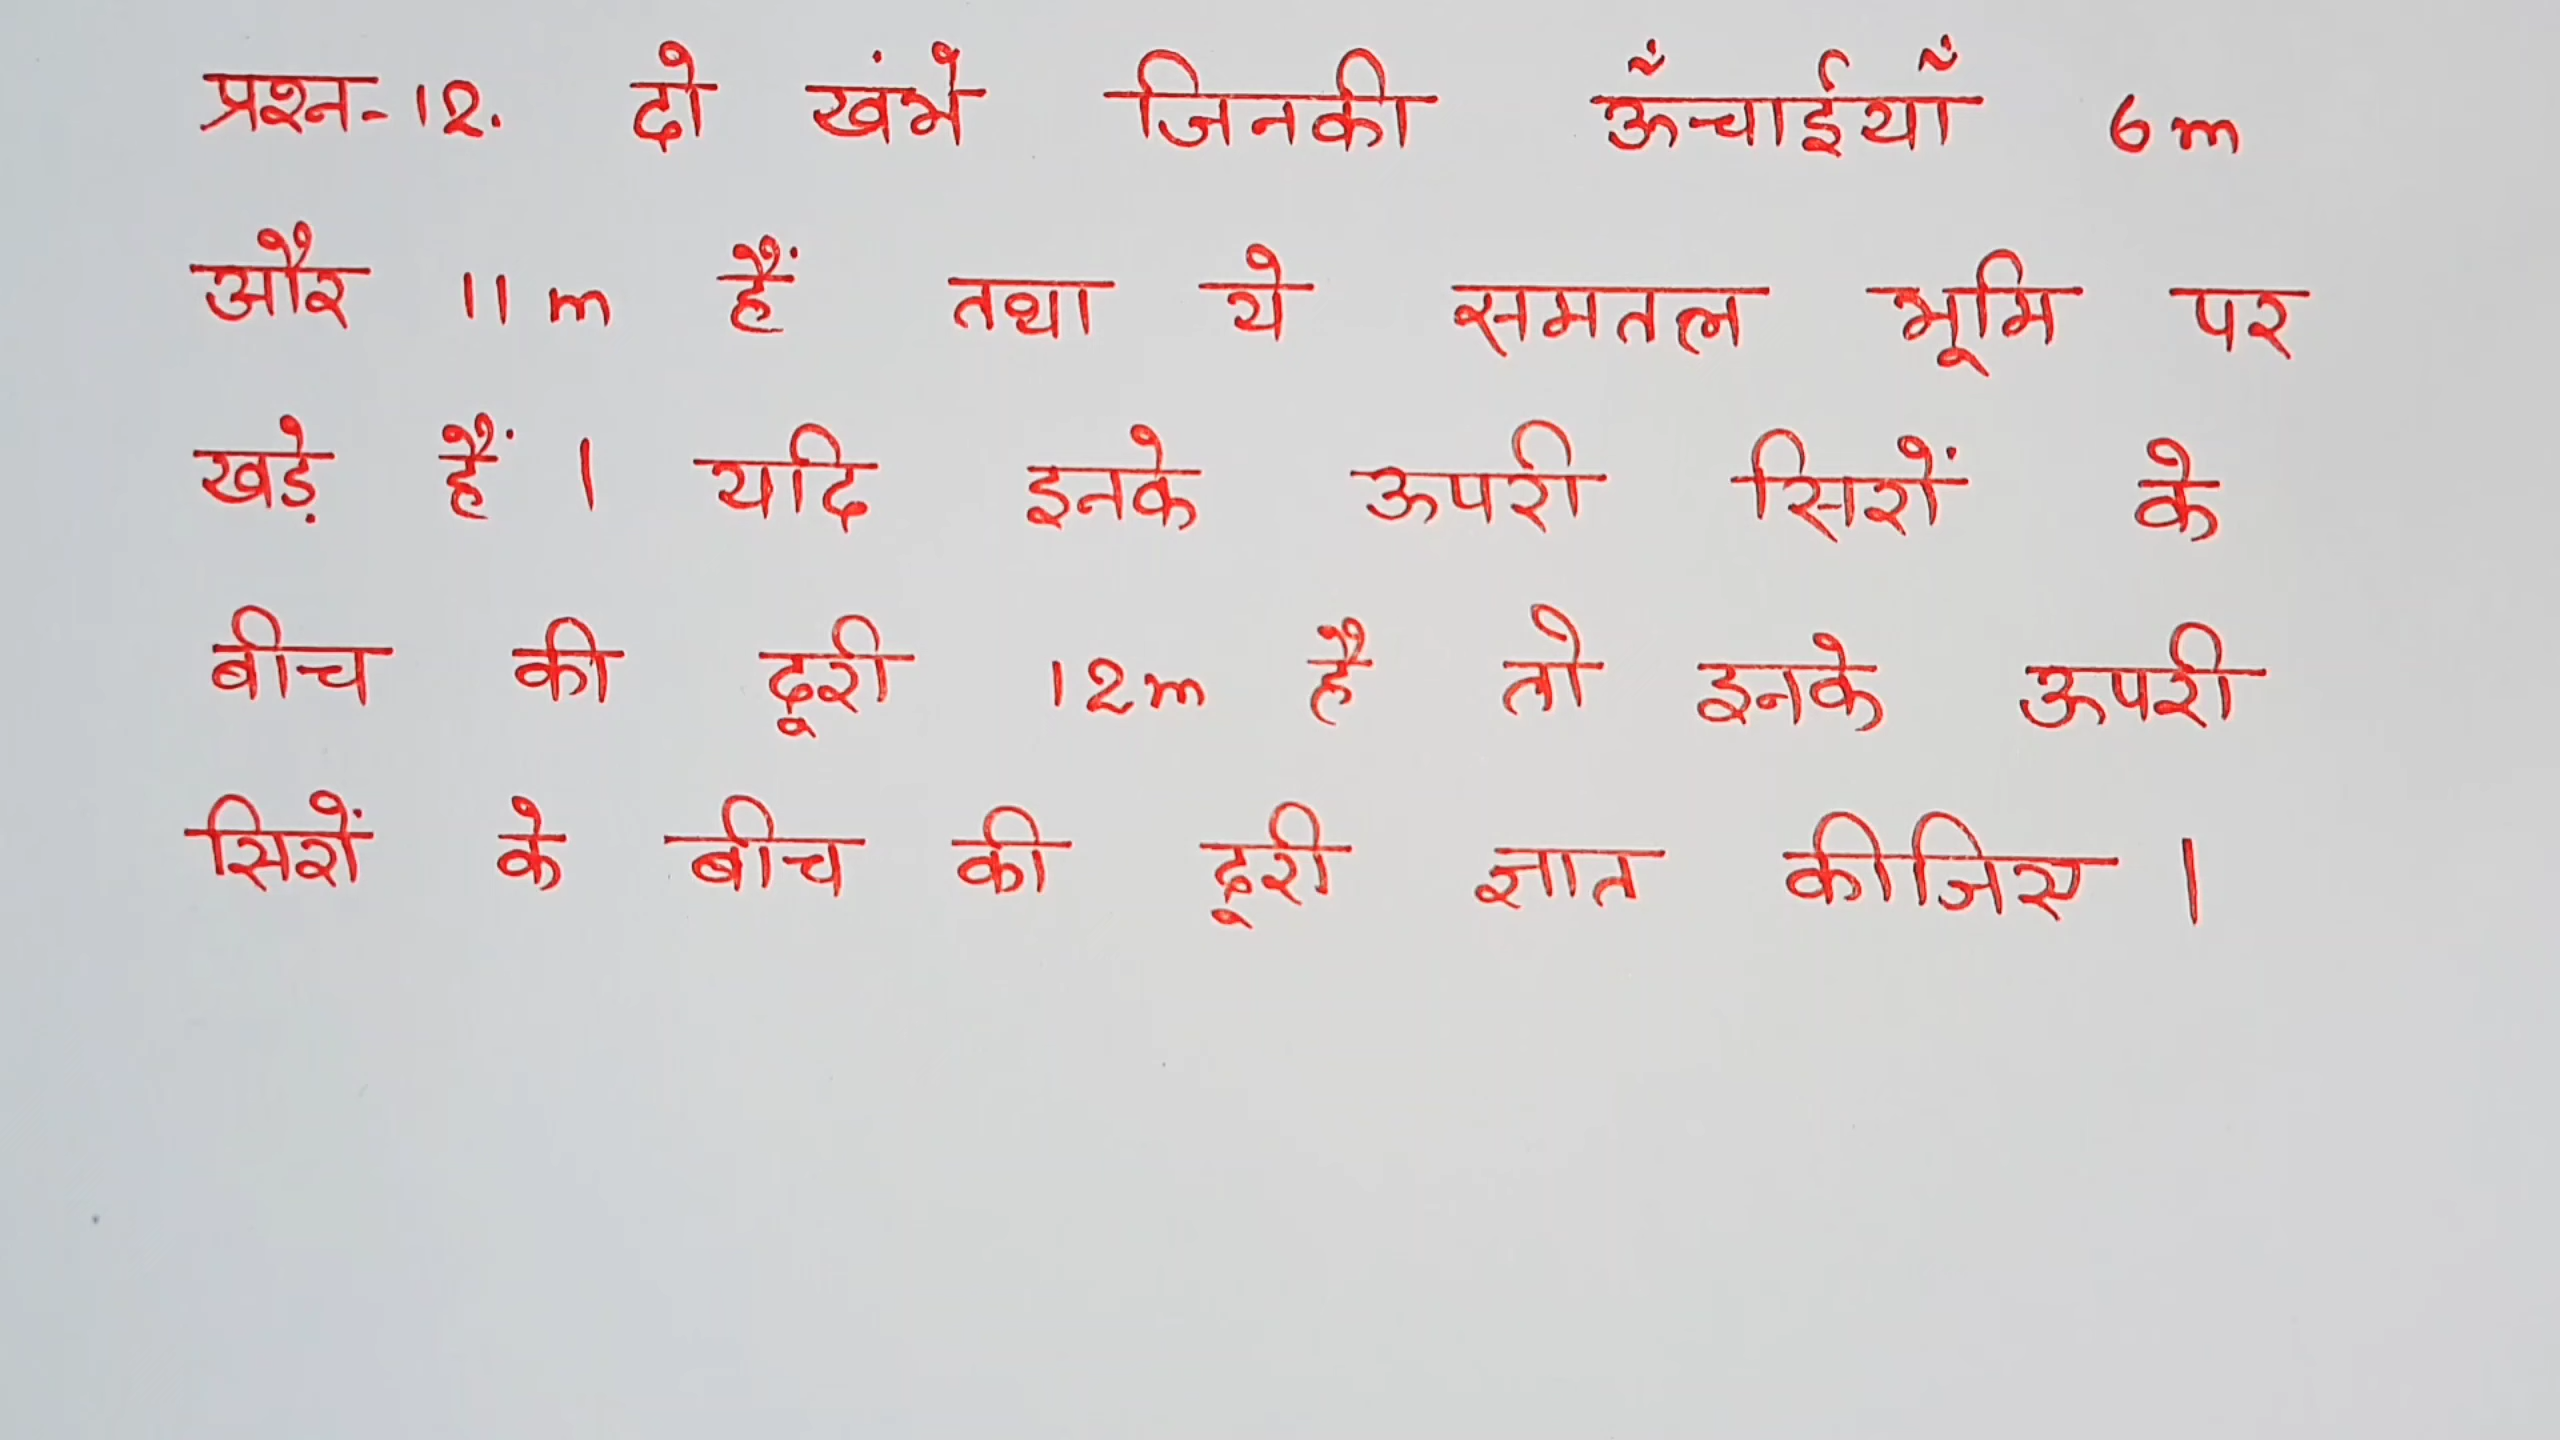 प्रश्न-12. दो खंभे जिनकी ऊँचाईयाँ 6m
और 11m हैं तथा ये समतल भूमि पर
खड़े हैं । यदि इनके ऊपरी सिरों के
बीच की दूरी 12m है तो इनके ऊपरी
सिरों के बीच की दूरी ज्ञात कीजिए ।